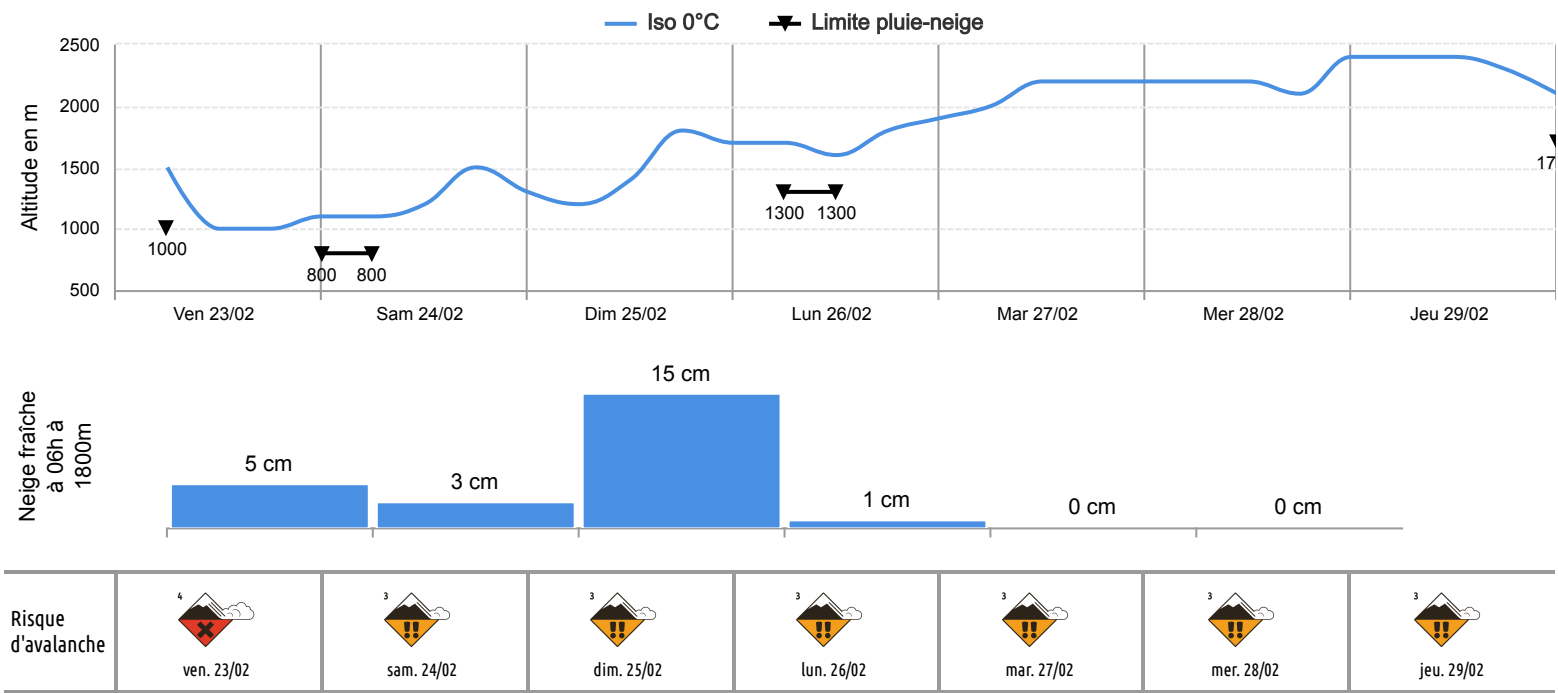 Iso 0°C Limite pluie-neige
Altitude en m
2500
2000
1500
1000
500
1000
800 800
1300 1300
17
Ven 23/02 Sam 24/02 Dim 25/02 Lun 26/02 Mar 27/02 Mer 28/02 Jeu 29/02
Neige fraîche
à 06h à
1800m
5 cm 3 cm 15 cm 1 cm 0 cm 0 cm
Risque
d'avalanche
4 3 3 3 3 3 3
!! !! !! !! !! !!
ven. 23/02 sam. 24/02 dim. 25/02 lun. 26/02 mar. 27/02 mer. 28/02 jeu. 29/02